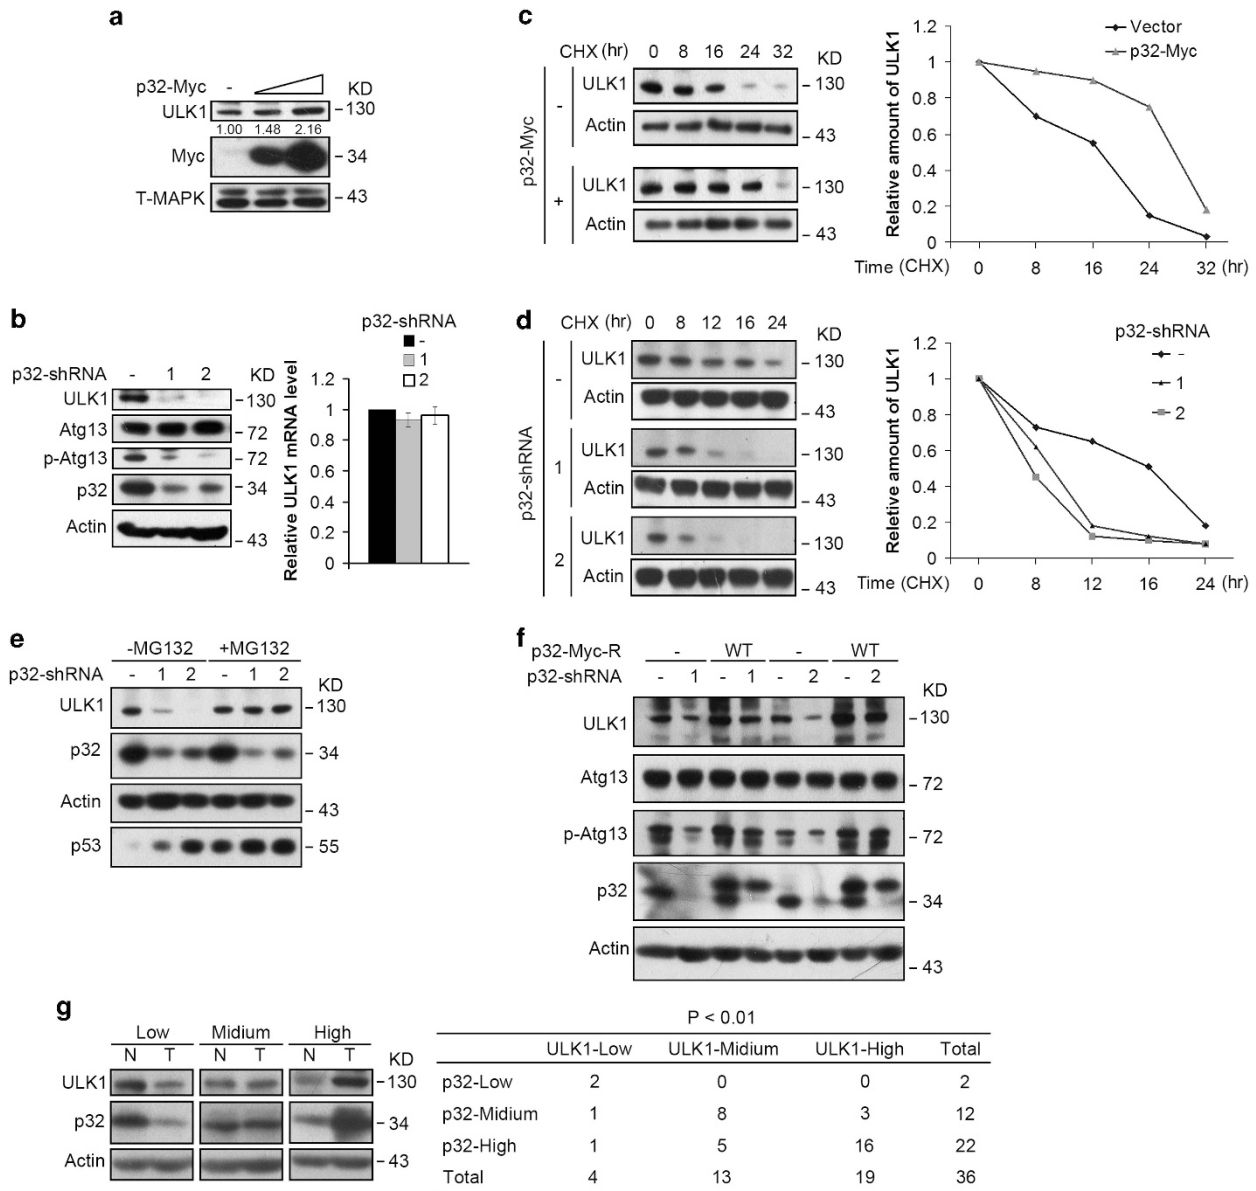 a
p32-Myc - KD
ULK1 -130
1.00 1.48 2.16
Myc - 34
T-MAPK - 43
b
p32-shRNA - 1 2 KD
ULK1 -130
Atg13 - 72
p-Atg13 - 72
p32 - 34
Actin - 43
p32-shRNA
-
1
2
Relative ULK1 mRNA level
1.2
1
0.8
0.6
0.4
0.2
0
c
CHX (hr) 0 8 16 24 32 KD
p32-Myc
-
ULK1 -130
Actin - 43
+
ULK1 -130
Actin - 43
Vector
p32-Myc
Relative amount of ULK1
1.2
1
0.8
0.6
0.4
0.2
0
Time (CHX) 0 8 16 24 32 (hr)
d
CHX (hr) 0 8 12 16 24 KD
p32-shRNA
-
ULK1 -130
Actin - 43
1
ULK1 -130
Actin - 43
2
ULK1 -130
Actin - 43
p32-shRNA
-
1
2
Relative amount of ULK1
1.2
1
0.8
0.6
0.4
0.2
0
Time (CHX) 0 8 12 16 24 (hr)
e
-MG132 +MG132
p32-shRNA - 1 2 - 1 2 KD
ULK1 -130
p32 - 34
Actin - 43
p53 - 55
f
p32-Myc-R - WT - WT
p32-shRNA - 1 - 1 - 2 - 2 KD
ULK1 -130
Atg13 - 72
p-Atg13 - 72
p32 - 34
Actin - 43
g
Low Midium High
N T N T N T KD
ULK1 -130
p32 - 34
Actin - 43
P < 0.01
ULK1-Low ULK1-Midium ULK1-High Total
p32-Low 2 0 0 2
p32-Midium 1 8 3 12
p32-High 1 5 16 22
Total 4 13 19 36